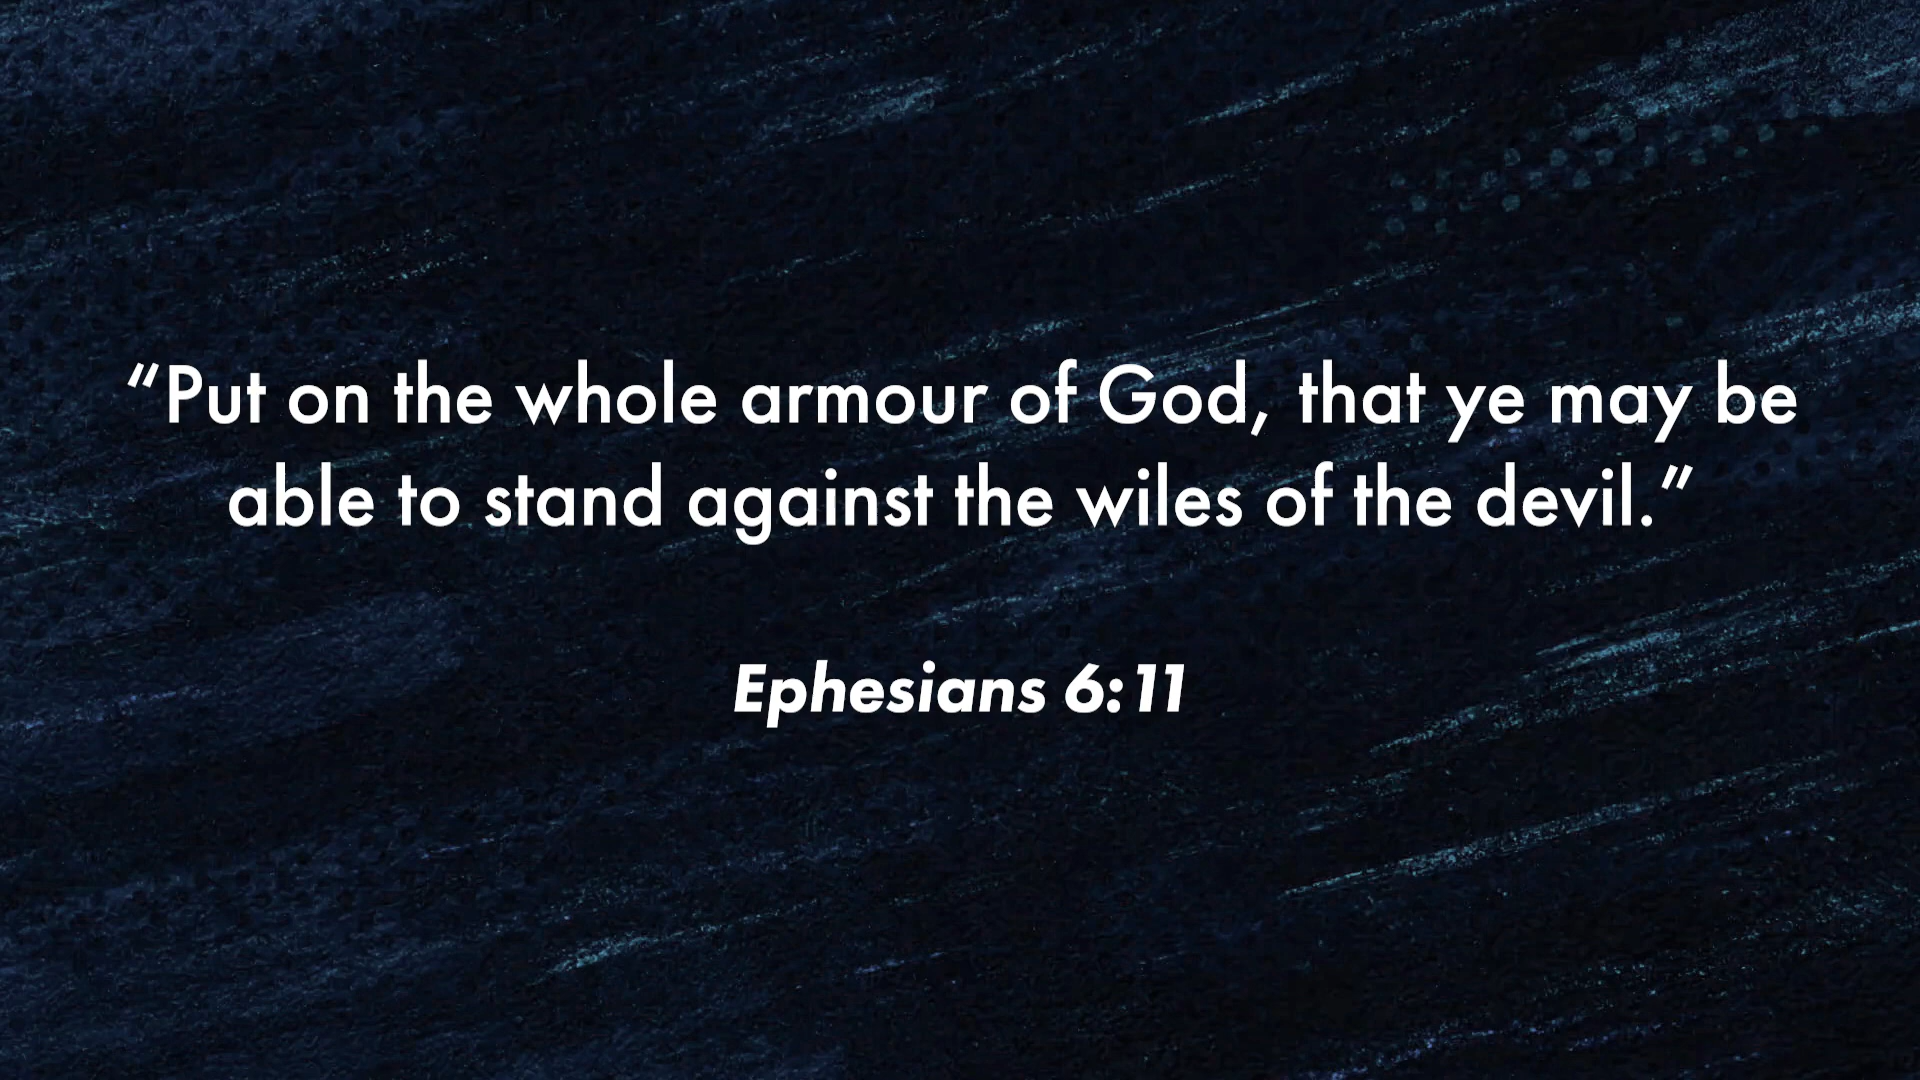 “Put on the whole armour of God, that ye may be
able to stand against the wiles of the devil.”
Ephesians 6:11